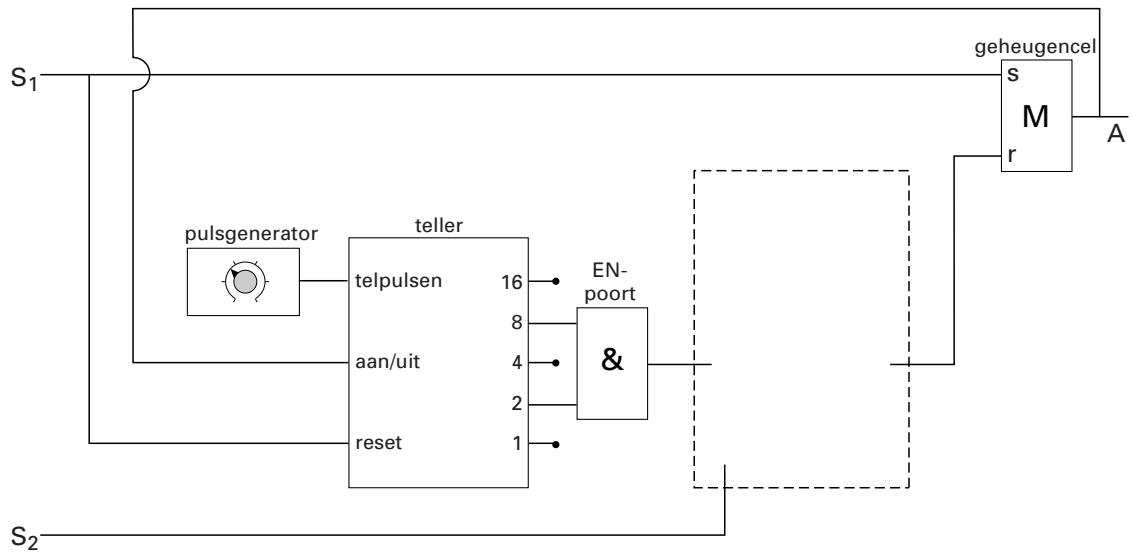 geheugencel
S1
s
M
A
r
pulsgenerator
teller
telpulsen
16
EN-
poort
8
aan/uit
4
&
2
reset
1
S2